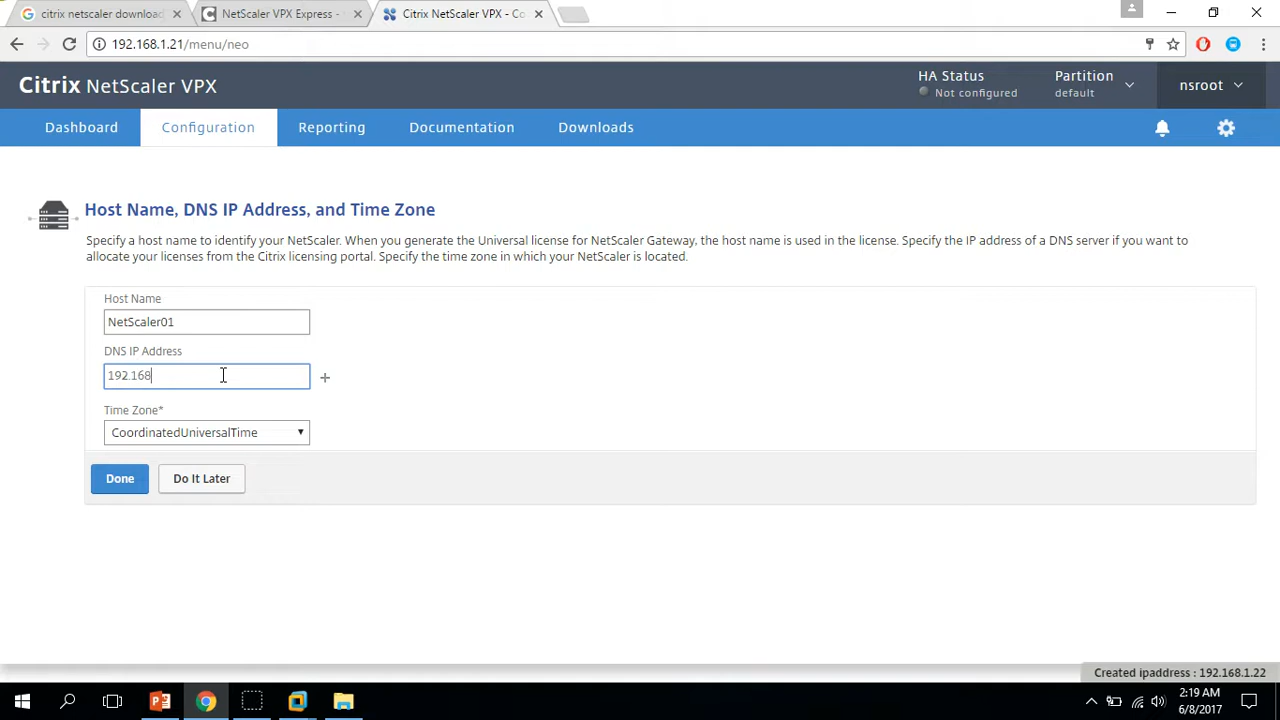 citrix netscaler download
NetScaler VPX Express -
Citrix NetScaler VPX - Co
192.168.1.21/menu/neo
Citrix NetScaler VPX
HA Status
Not configured
Partition
default
nsroot
Dashboard
Configuration
Reporting
Documentation
Downloads
Host Name, DNS IP Address, and Time Zone
Specify a host name to identify your NetScaler. When you generate the Universal license for NetScaler Gateway, the host name is used in the license. Specify the IP address of a DNS server if you want to
allocate your licenses from the Citrix licensing portal. Specify the time zone in which your NetScaler is located.
Host Name
NetScaler01
DNS IP Address
192.168
Time Zone*
CoordinatedUniversalTime
Done
Do It Later
Created ipaddress : 192.168.1.22
2:19 AM
6/8/2017